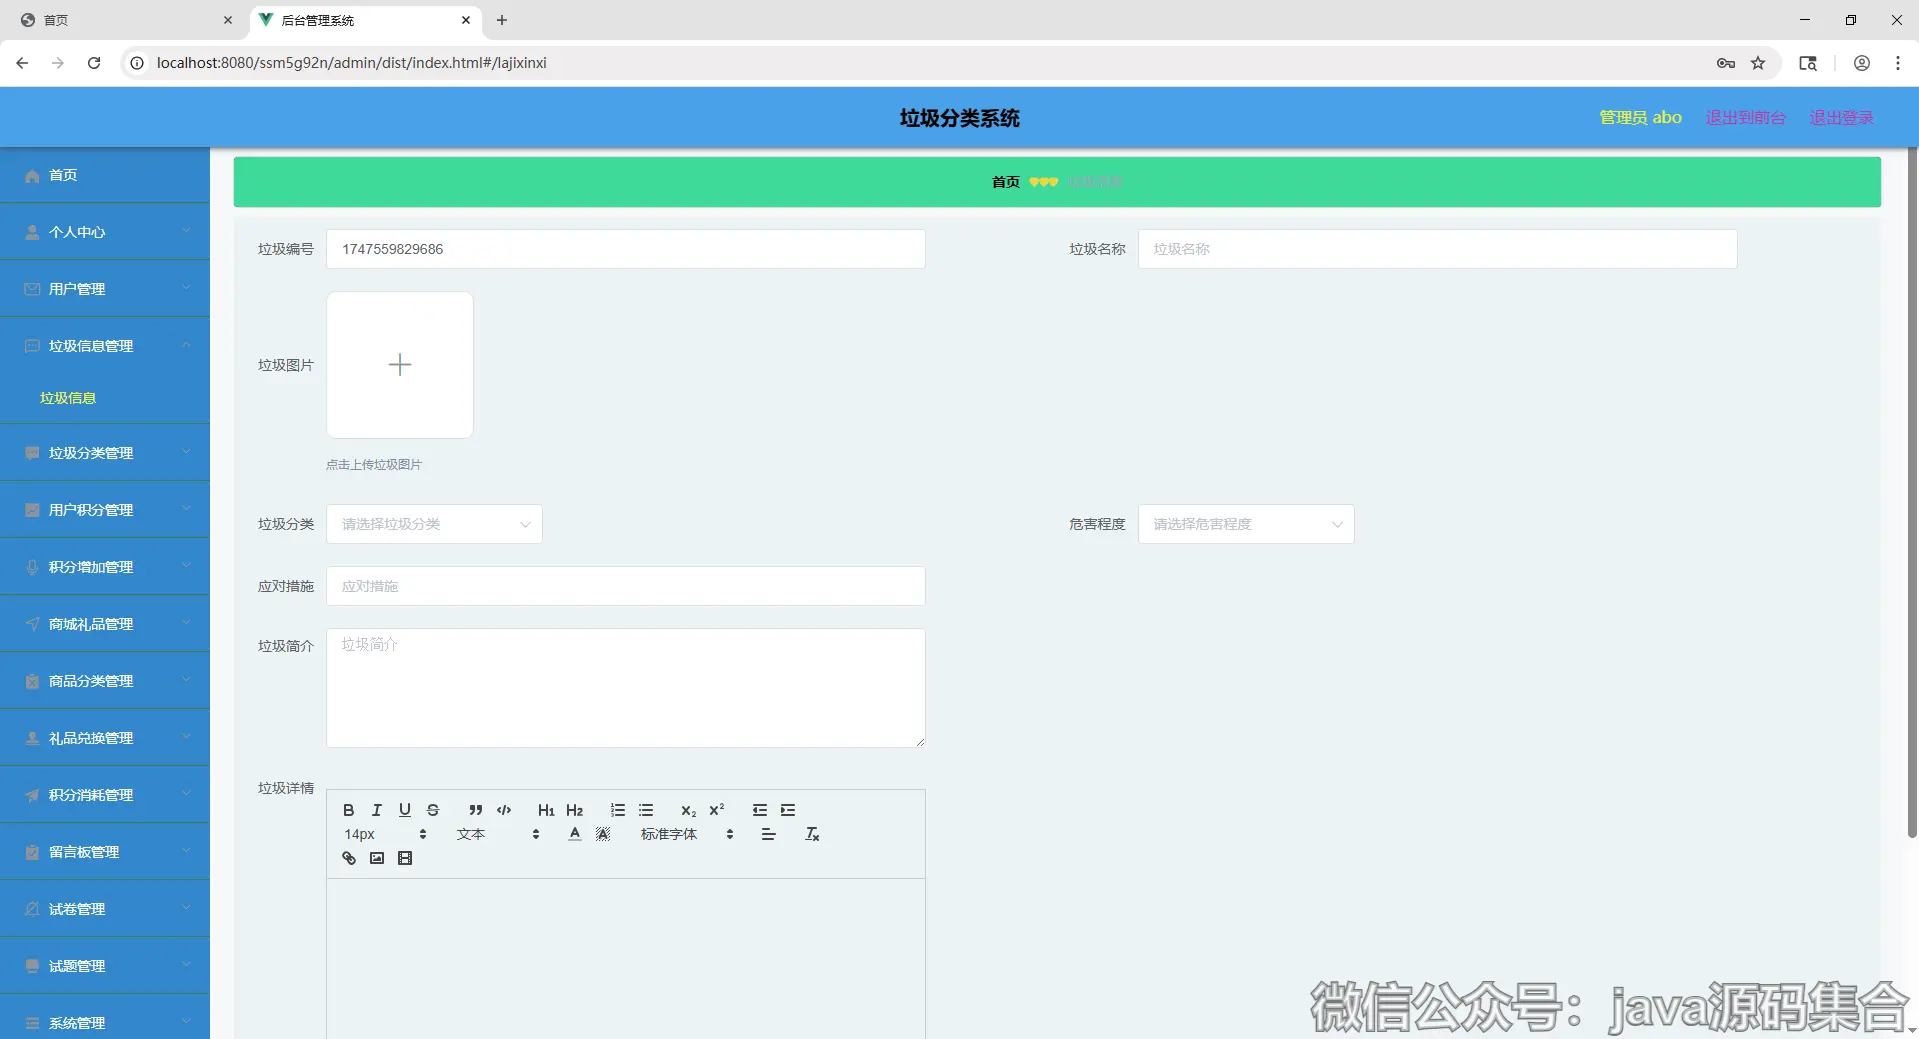 首页
后台管理系统
localhost:8080/ssm5g92n/admin/dist/index.html#/lajixinxi
垃圾分类系统
管理员 abo
退出到前台
退出登录
首页
个人中心
用户管理
垃圾信息管理
垃圾信息
垃圾分类管理
用户积分管理
积分增加管理
商城礼品管理
商品分类管理
礼品兑换管理
积分消耗管理
留言板管理
试卷管理
试题管理
系统管理
首页 垃圾信息
垃圾编号 1747559829686
垃圾名称 垃圾名称
垃圾图片
点击上传垃圾图片
垃圾分类 请选择垃圾分类
危害程度 请选择危害程度
应对措施 应对措施
垃圾简介 垃圾简介
垃圾详情
B I U S H1 H2 X2 X2
14px 文本 A A 标准字体 Tx
微信公众号：java源码集合